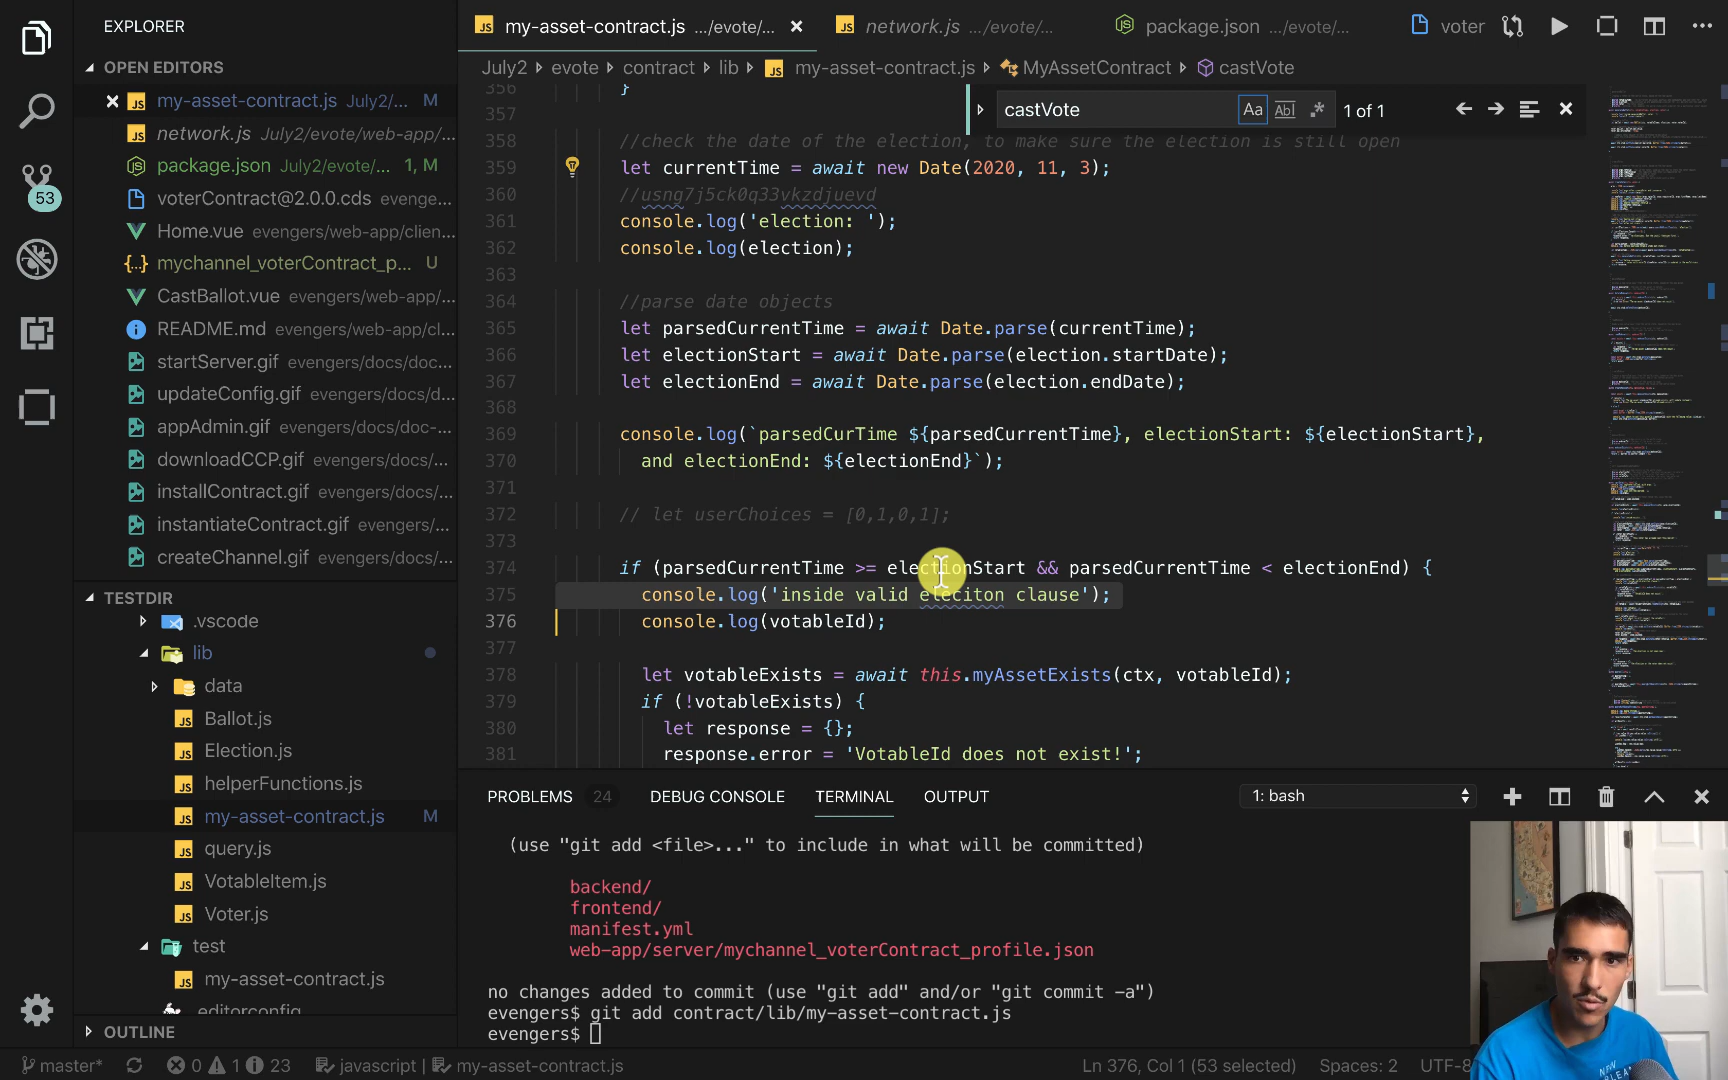 EXPLORER
OPEN EDITORS
my-asset-contract.js July2/... M
network.js July2/evote/web-app/...
package.json July2/evote/... 1, M
voterContract@2.0.0.cds evenge...
Home.vue evengers/web-app/clien...
{..} mychannel_voterContract_p... U
CastBallot.vue evengers/web-app/...
README.md evengers/web-app/cl...
startServer.gif evengers/docs/doc...
updateConfig.gif evengers/docs/d...
appAdmin.gif evengers/docs/doc-...
downloadCCP.gif evengers/docs/...
installContract.gif evengers/docs/...
instantiateContract.gif evengers/...
createChannel.gif evengers/docs/...
53
TESTDIR
.vscode
lib
data
Ballot.js
Election.js
helperFunctions.js
my-asset-contract.js M
query.js
VotableItem.js
Voter.js
test
my-asset-contract.js
editorconfig
OUTLINE
my-asset-contract.js .../evote/...
network.js .../evote/...
package.json .../evote/...
voter
July2 evote contract lib my-asset-contract.js MyAssetContract castVote
castVote Aa Abl .* 1 of 1
356 }
357
358 //check the date of the election, to make sure the election is still open
359 let currentTime = await new Date(2020, 11, 3);
360 //usng7j5ck0q33vkzdjuevd
361 console.log('election: ');
362 console.log(election);
363
364 //parse date objects
365 let parsedCurrentTime = await Date.parse(currentTime);
366 let electionStart = await Date.parse(election.startDate);
367 let electionEnd = await Date.parse(election.endDate);
368
369 console.log(`parsedCurTime ${parsedCurrentTime}, electionStart: ${electionStart},
370 and electionEnd: ${electionEnd}`);
371
372 // let userChoices = [0,1,0,1];
373
374 if (parsedCurrentTime >= electionStart && parsedCurrentTime < electionEnd) {
375 console.log('inside valid eleciton clause');
376 console.log(votableId);
377
378 let votableExists = await this.myAssetExists(ctx, votableId);
379 if (!votableExists) {
380 let response = {};
381 response.error = 'VotableId does not exist!';
PROBLEMS 24 DEBUG CONSOLE TERMINAL OUTPUT 1: bash
(use "git add <file>..." to include in what will be committed)
backend/
frontend/
manifest.yml
web-app/server/mychannel_voterContract_profile.json
no changes added to commit (use "git add" and/or "git commit -a")
evengers$ git add contract/lib/my-asset-contract.js
evengers$
master* 0 1 23 javascript | my-asset-contract.js Ln 376, Col 1 (53 selected) Spaces: 2 UTF-8